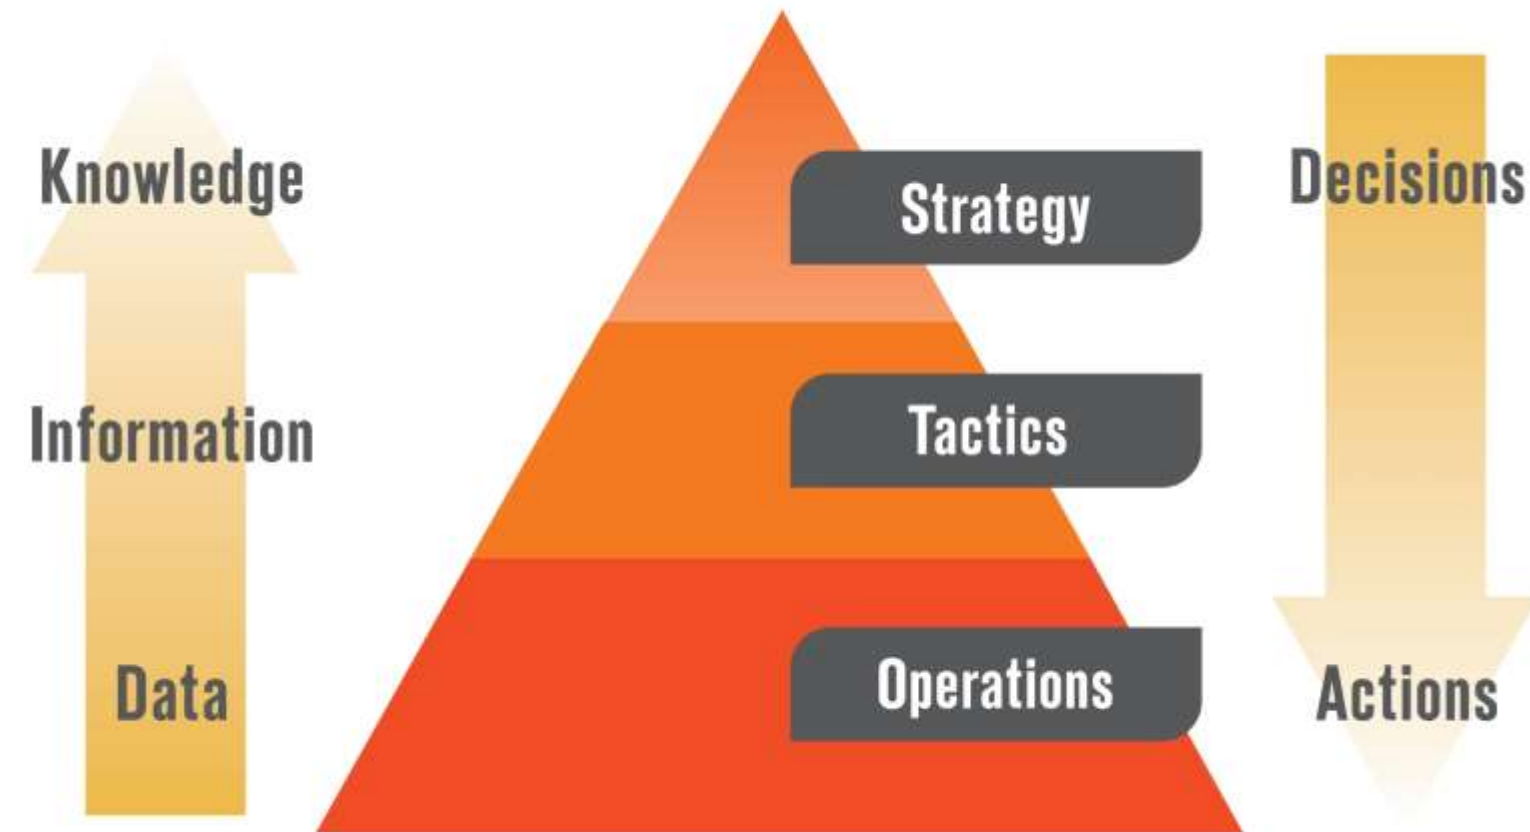 Knowledge
Strategy
Decisions
Information
Tactics
Data
Operations
Actions